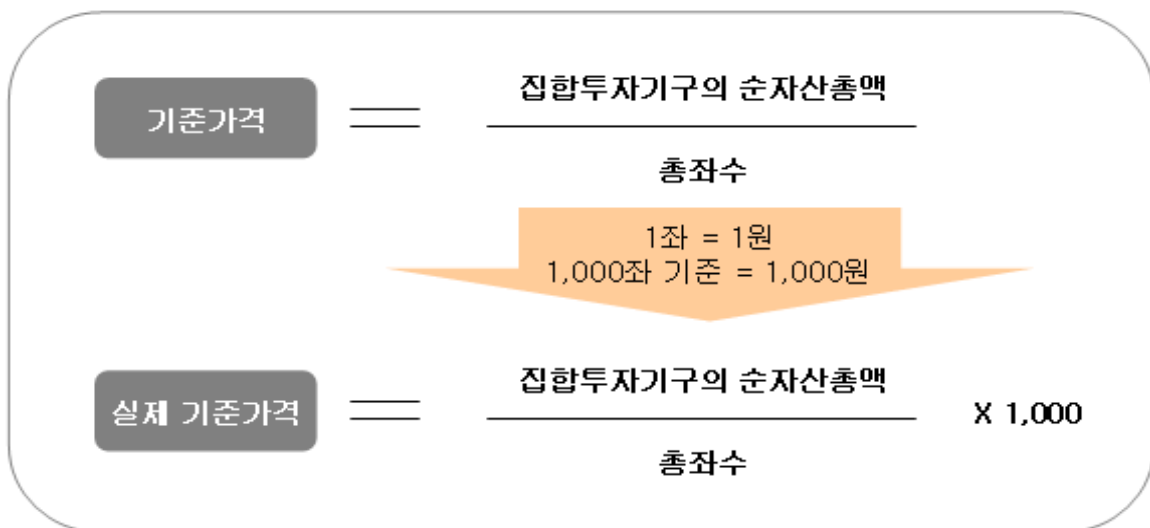 집합투자기구의 순자산총액
기준가격
총좌수
1좌 = 1원
1,000좌 기준 = 1,000원
집합투자기구의 순자산총액
실제 기준가격
X 1,000
총좌수